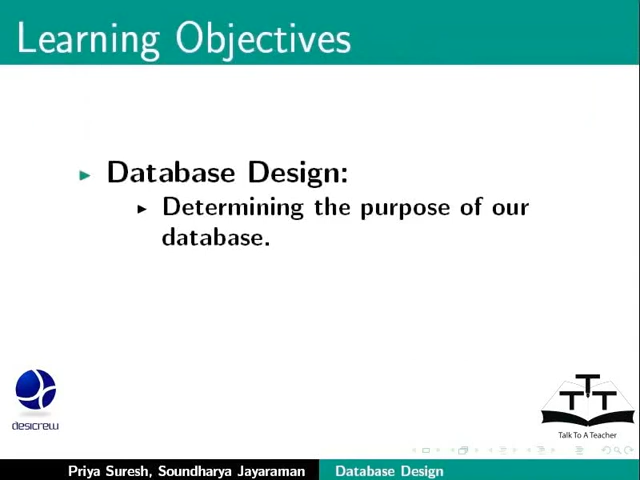 Learning Objectives
Database Design:
Determining the purpose of our
database.
desicrew
TTT
Talk To A Teacher
Priya Suresh, Soundharya Jayaraman
Database Design